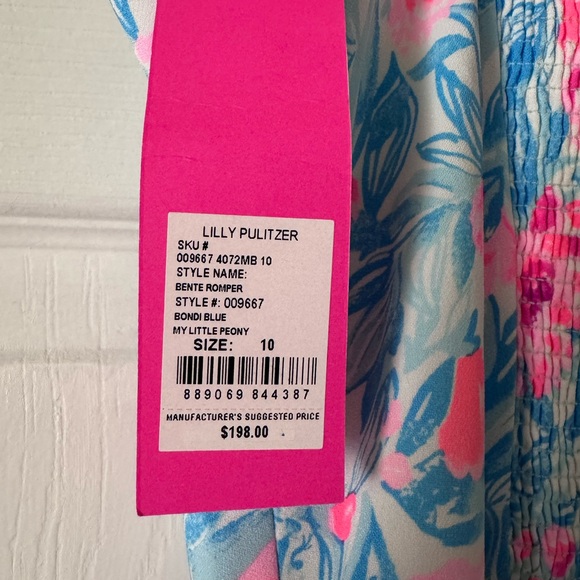 LILLY PULITZER
SKU #
009667 4072MB 10
STYLE NAME:
BENTE ROMPER
STYLE #: 009667
BONDI BLUE
MY LITTLE PEONY
SIZE: 10
889069 844387
MANUFACTURER'S SUGGESTED PRICE
$198.00